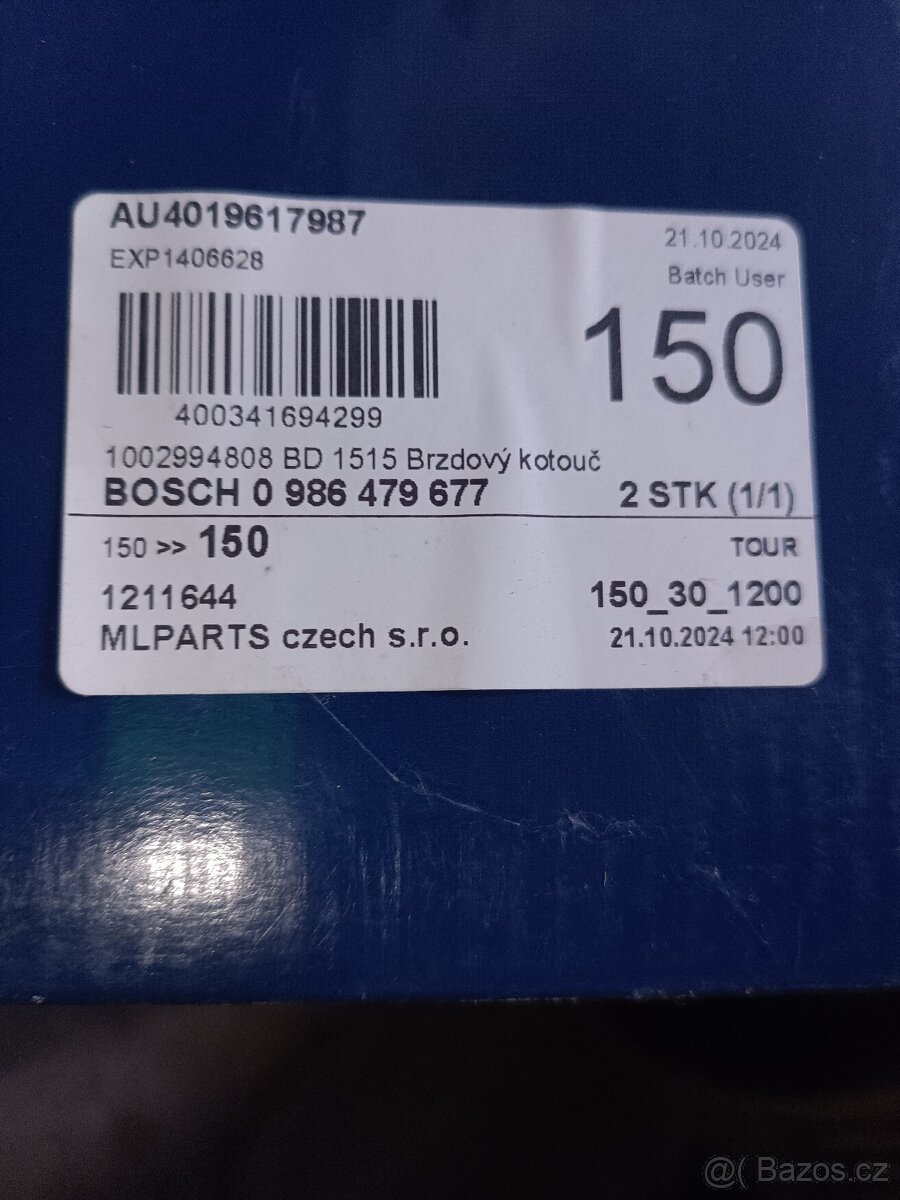 AU4019617987
21.10.2024
EXP1406628
Batch User
150
400341694299
1002994808 BD 1515 Brzdový kotouč
BOSCH 0 986 479 677 2 STK (1/1)
150 >> 150 TOUR
1211644 150_30_1200
MLPARTS czech s.r.o. 21.10.2024 12:00
@( Bazos.cz